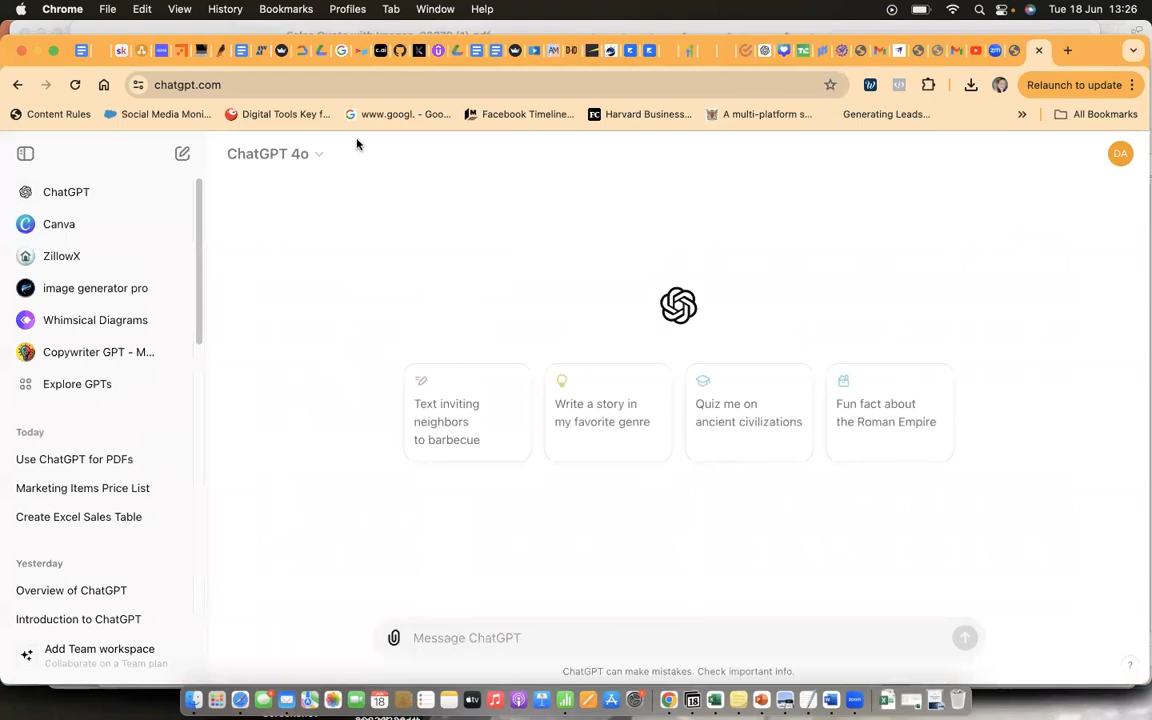 Chrome File Edit View History Bookmarks Profiles Tab Window Help Tue 18 Jun 13:26
chatgpt.com Relaunch to update
Content Rules Social Media Moni... Digital Tools Key f... www.googl. - Goo... Facebook Timeline... Harvard Business... A multi-platform s... Generating Leads... » All Bookmarks
ChatGPT 4o DA
ChatGPT
Canva
ZillowX
image generator pro
Whimsical Diagrams
Copywriter GPT - M...
Explore GPTs
Today
Use ChatGPT for PDFs
Marketing Items Price List
Create Excel Sales Table
Yesterday
Overview of ChatGPT
Introduction to ChatGPT
Add Team workspace
Collaborate on a Team plan
Text inviting
neighbors
to barbecue
Write a story in
my favorite genre
Quiz me on
ancient civilizations
Fun fact about
the Roman Empire
Message ChatGPT
ChatGPT can make mistakes. Check important info.
?